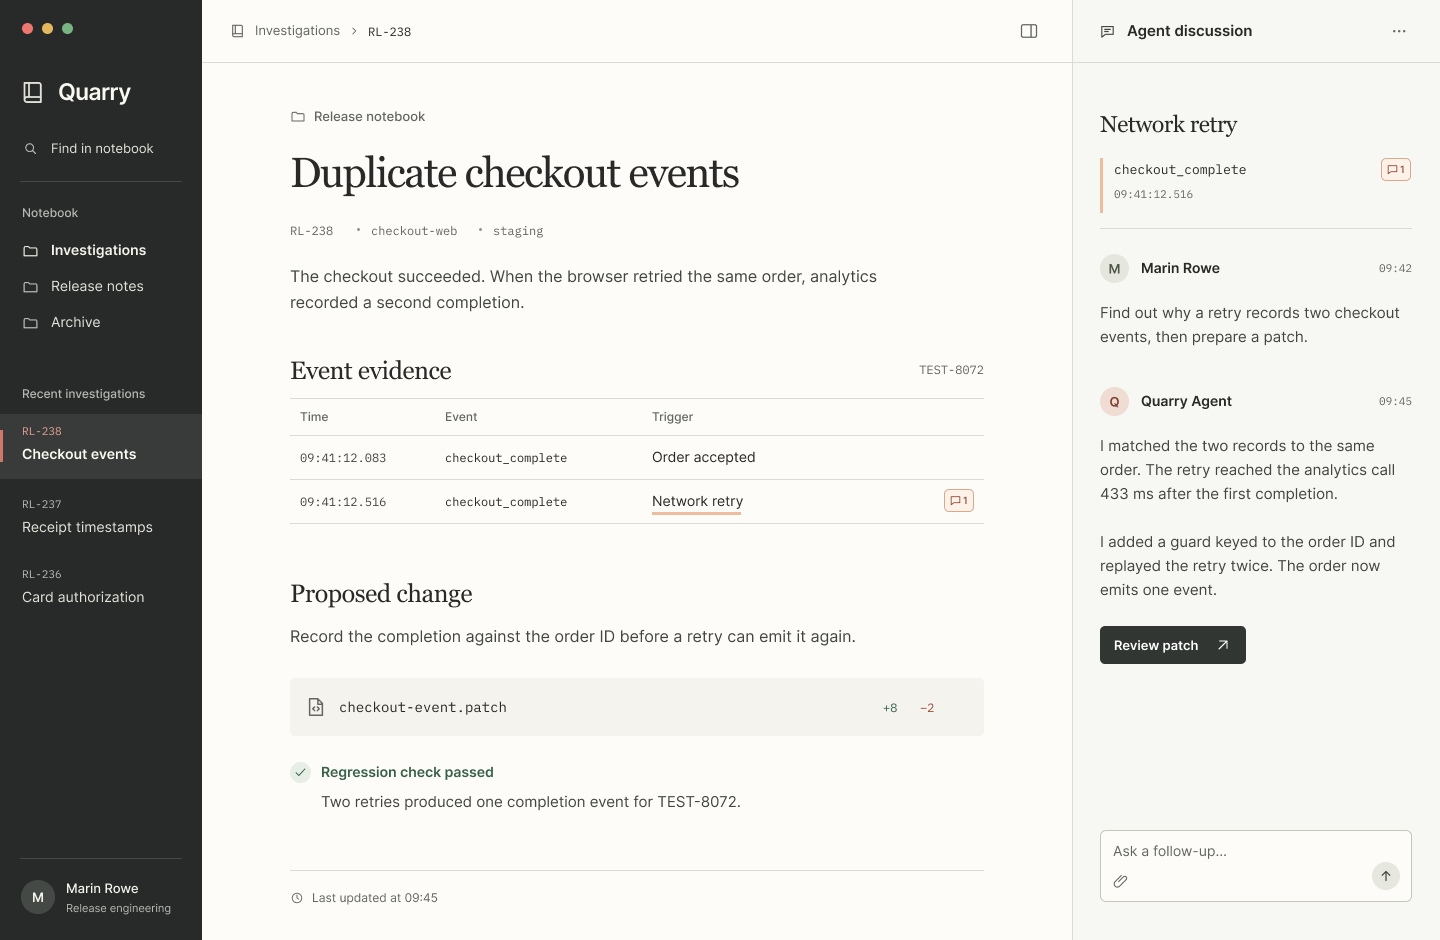 Quarry
Find in notebook
Notebook
Investigations
Release notes
Archive
Recent investigations
RL-238
Checkout events
RL-237
Receipt timestamps
RL-236
Card authorization
M
Marin Rowe
Release engineering
Investigations > RL-238
Release notebook
Duplicate checkout events
RL-238 • checkout-web • staging
The checkout succeeded. When the browser retried the same order, analytics
recorded a second completion.
Event evidence TEST-8072
Time Event Trigger
09:41:12.083 checkout_complete Order accepted
09:41:12.516 checkout_complete Network retry 1
Proposed change
Record the completion against the order ID before a retry can emit it again.
checkout-event.patch +8 −2
Regression check passed
Two retries produced one completion event for TEST-8072.
Last updated at 09:45
Agent discussion ...
Network retry
checkout_complete 1
09:41:12.516
M Marin Rowe 09:42
Find out why a retry records two checkout
events, then prepare a patch.
Q Quarry Agent 09:45
I matched the two records to the same
order. The retry reached the analytics call
433 ms after the first completion.
I added a guard keyed to the order ID and
replayed the retry twice. The order now
emits one event.
Review patch
Ask a follow-up...